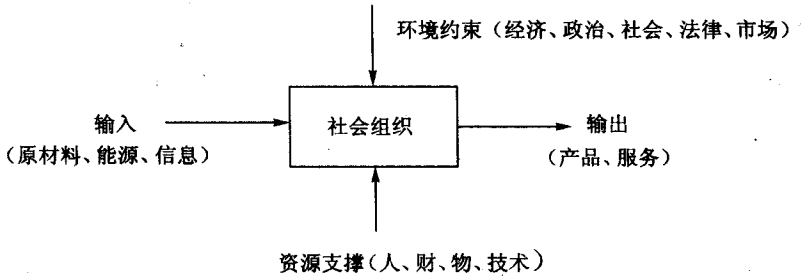 环境约束（经济、政治、社会、法律、市场）
输入
社会组织
输出
（原材料、能源、信息）
（产品、服务）
资源支撑（人、财、物、技术）